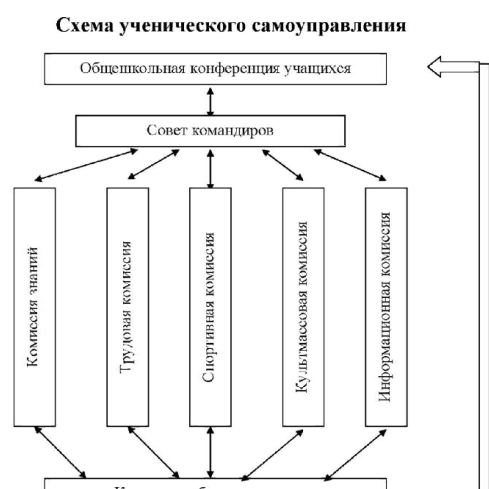 Схема ученического самоуправления
Общешкольная конференция учащихся
Совет командиров
Комиссия знаний
Трудовая комиссия
Спортивная комиссия
Культмассовая комиссия
Информационная комиссия